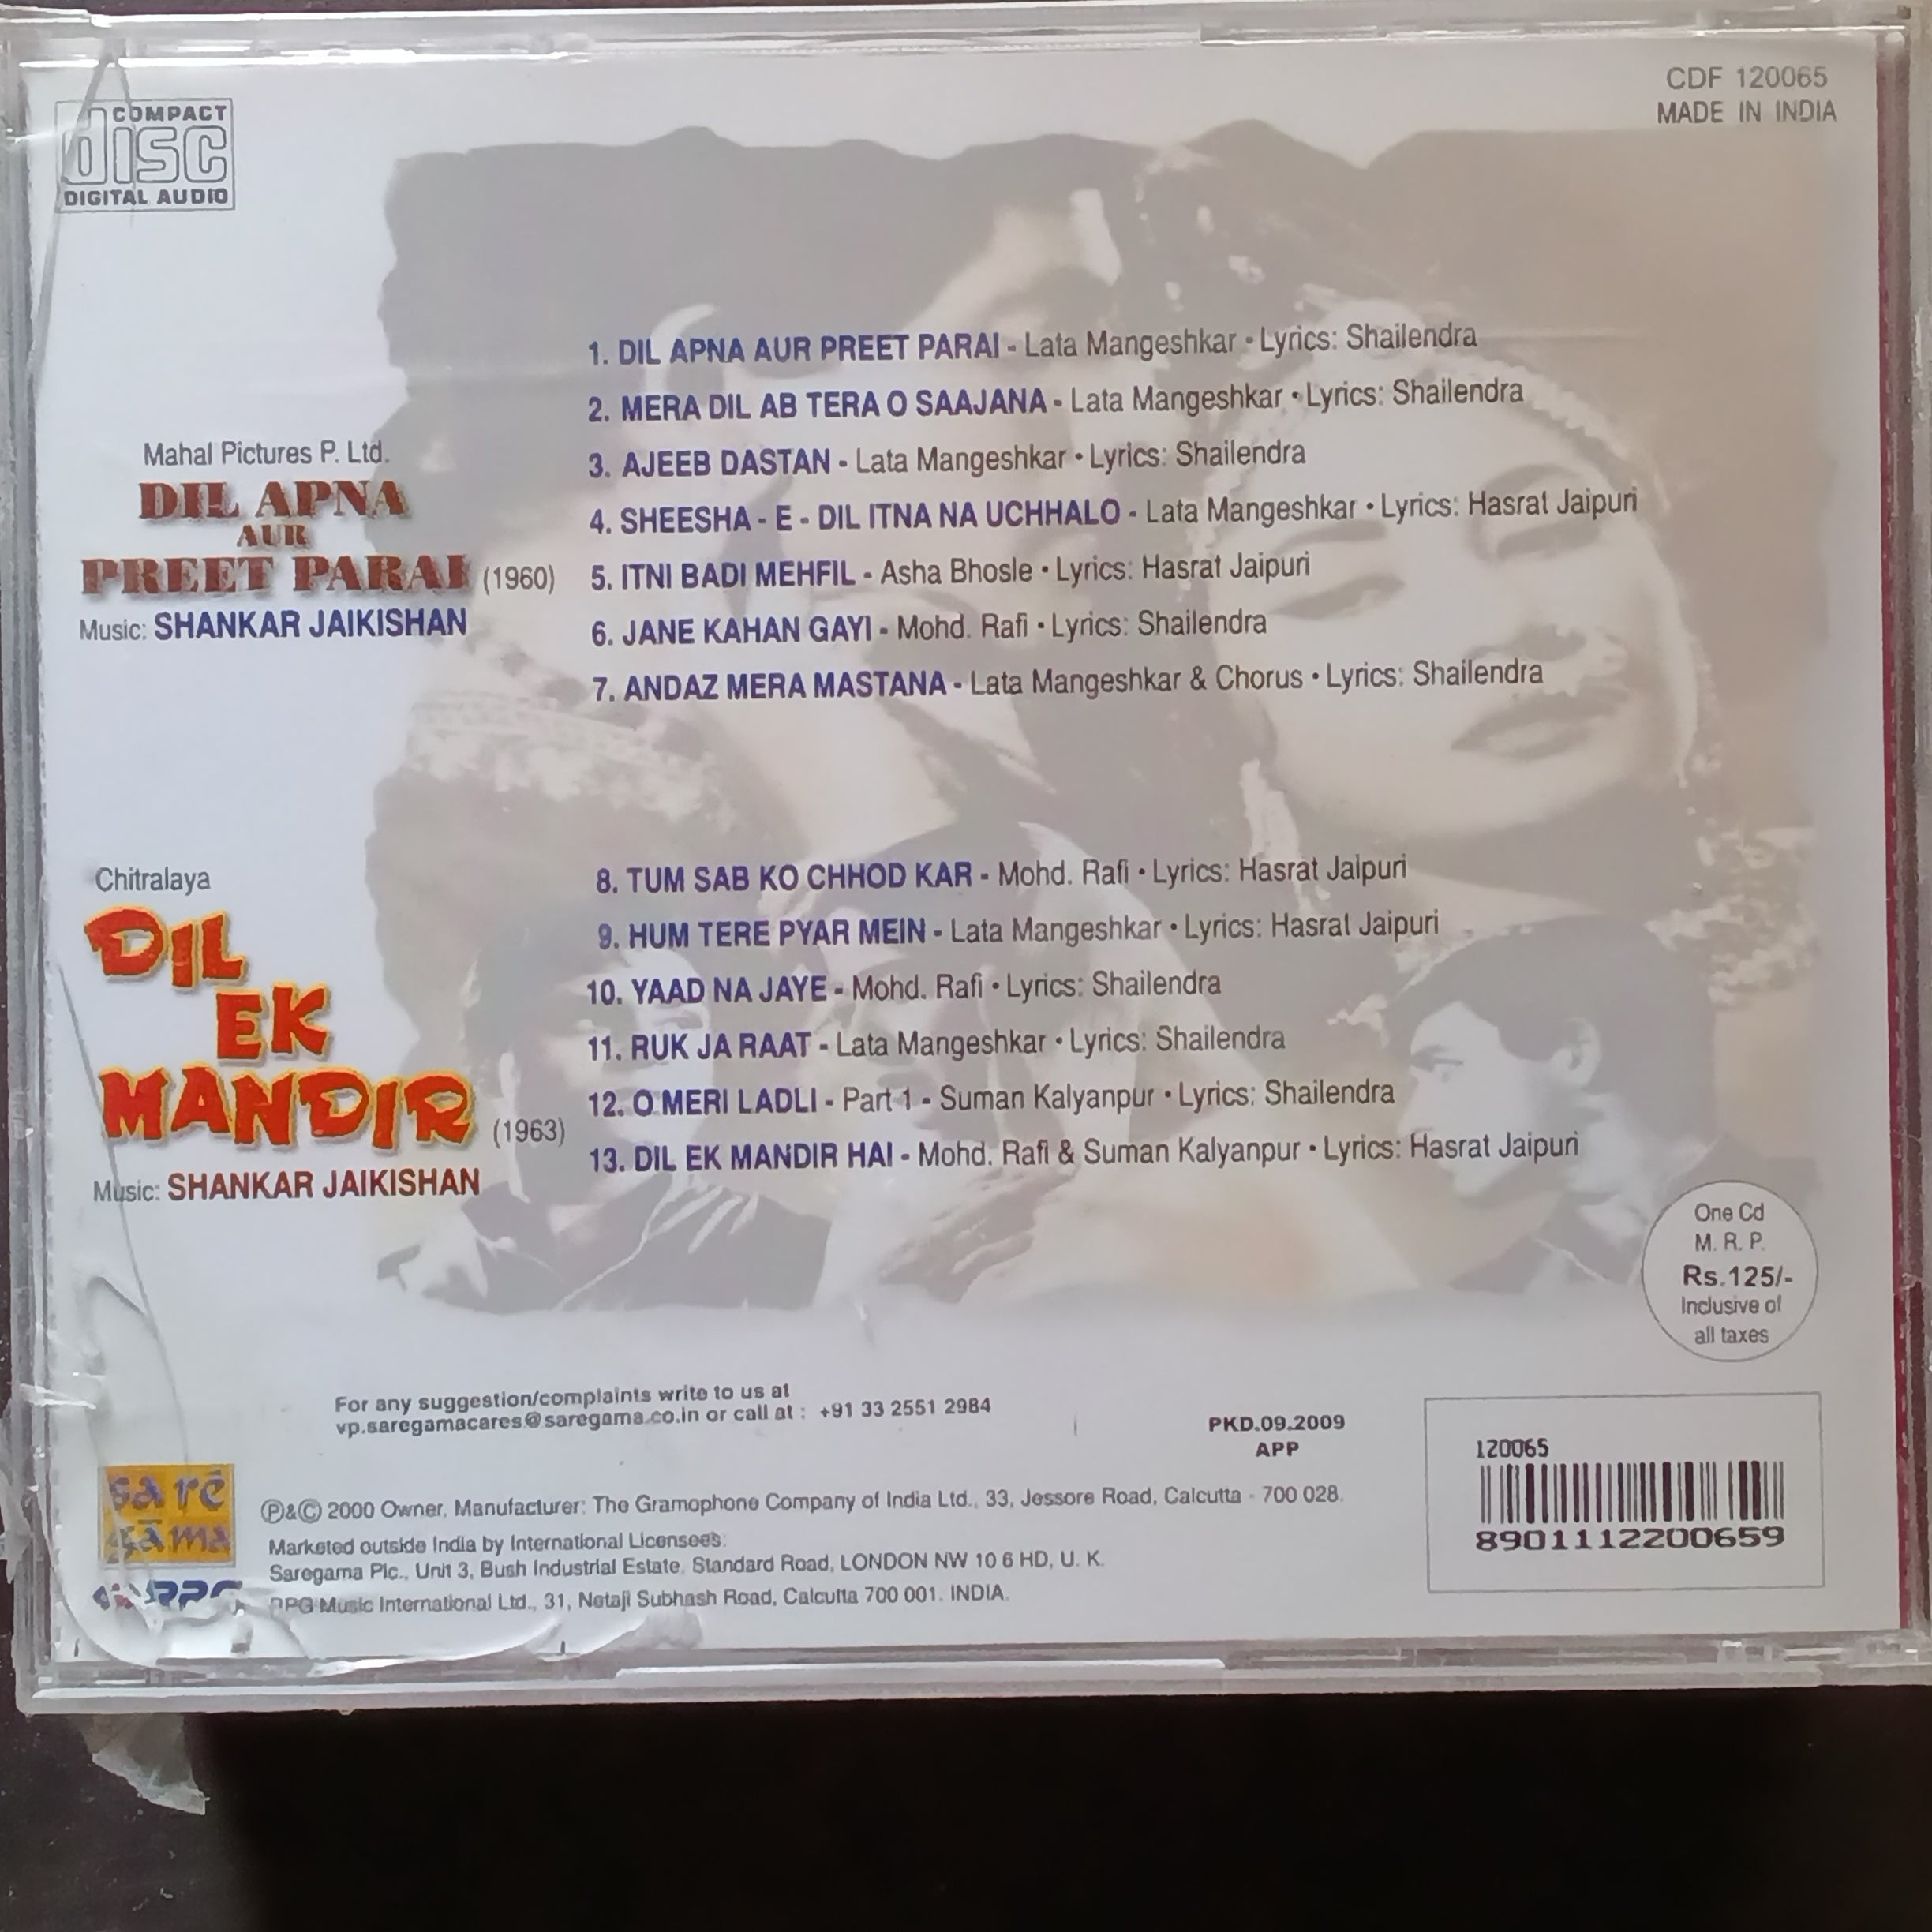 COMPACT
disc
DIGITAL AUDIO
CDF 120065
MADE IN INDIA
Mahal Pictures P. Ltd.
DIL APNA
AUR
PREET PARAI (1960)
Music: SHANKAR JAIKISHAN
1. DIL APNA AUR PREET PARAI - Lata Mangeshkar • Lyrics: Shailendra
2. MERA DIL AB TERA O SAAJANA - Lata Mangeshkar • Lyrics: Shailendra
3. AJEEB DASTAN - Lata Mangeshkar • Lyrics: Shailendra
4. SHEESHA - E - DIL ITNA NA UCHHALO - Lata Mangeshkar • Lyrics: Hasrat Jaipuri
5. ITNI BADI MEHFIL - Asha Bhosle • Lyrics: Hasrat Jaipuri
6. JANE KAHAN GAYI - Mohd. Rafi • Lyrics: Shailendra
7. ANDAZ MERA MASTANA - Lata Mangeshkar & Chorus • Lyrics: Shailendra
Chitralaya
DIL
EK
MANDIR (1963)
Music: SHANKAR JAIKISHAN
8. TUM SAB KO CHHOD KAR - Mohd. Rafi • Lyrics: Hasrat Jaipuri
9. HUM TERE PYAR MEIN - Lata Mangeshkar • Lyrics: Hasrat Jaipuri
10. YAAD NA JAYE - Mohd. Rafi • Lyrics: Shailendra
11. RUK JA RAAT - Lata Mangeshkar • Lyrics: Shailendra
12. O MERI LADLI - Part 1 - Suman Kalyanpur • Lyrics: Shailendra
13. DIL EK MANDIR HAI - Mohd. Rafi & Suman Kalyanpur • Lyrics: Hasrat Jaipuri
One Cd
M. R. P.
Rs.125/-
Inclusive of
all taxes
For any suggestion/complaints write to us at
vp.saregamacares@saregama.co.in or call at : +91 33 2551 2984
PKD.09.2009
APP
120065
8901112200659
sa rē
gāma
RPG
Ⓟ&Ⓒ 2000 Owner, Manufacturer: The Gramophone Company of India Ltd., 33, Jessore Road, Calcutta - 700 028.
Marketed outside India by International Licensees:
Saregama Plc., Unit 3, Bush Industrial Estate, Standard Road, LONDON NW 10 6 HD, U. K.
RPG Music International Ltd., 31, Netaji Subhash Road, Calcutta 700 001. INDIA.